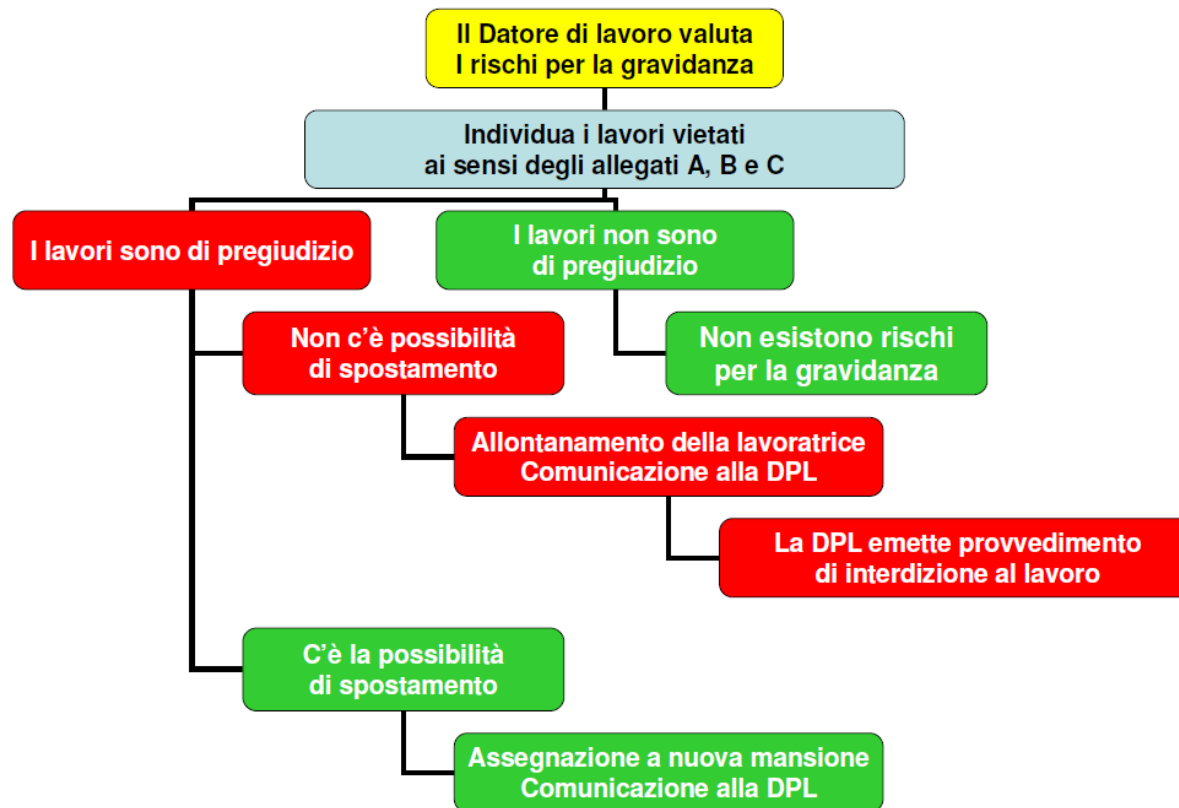 Il Datore di lavoro valuta
I rischi per la gravidanza
Individua i lavori vietati
ai sensi degli allegati A, B e C
I lavori sono di pregiudizio
I lavori non sono
di pregiudizio
Non c'è possibilità
di spostamento
Non esistono rischi
per la gravidanza
Allontanamento della lavoratrice
Comunicazione alla DPL
La DPL emette provvedimento
di interdizione al lavoro
C'è la possibilità
di spostamento
Assegnazione a nuova mansione
Comunicazione alla DPL